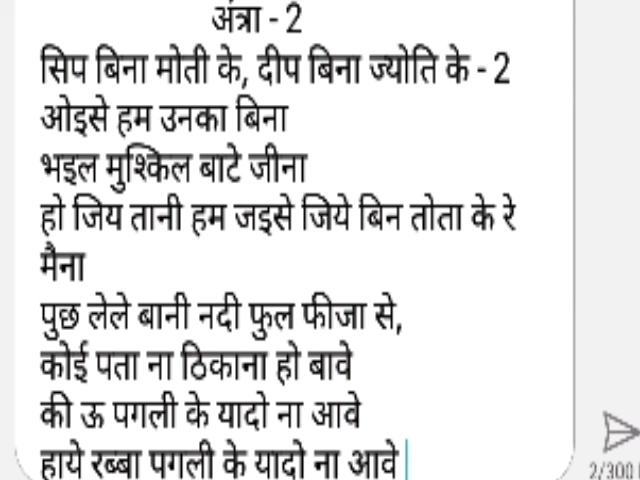 अंत्रा - 2
सिप बिना मोती के, दीप बिना ज्योति के - 2
ओइसे हम उनका बिना
भइल मुश्किल बाटे जीना
हो जिय तानी हम जइसे जिये बिन तोता के रे
मैना
पुछ लेले बानी नदी फुल फीजा से,
कोई पता ना ठिकाना हो बावे
की ऊ पगली के यादो ना आवे
हाये रब्बा पगली के यादो ना आवे
2/300